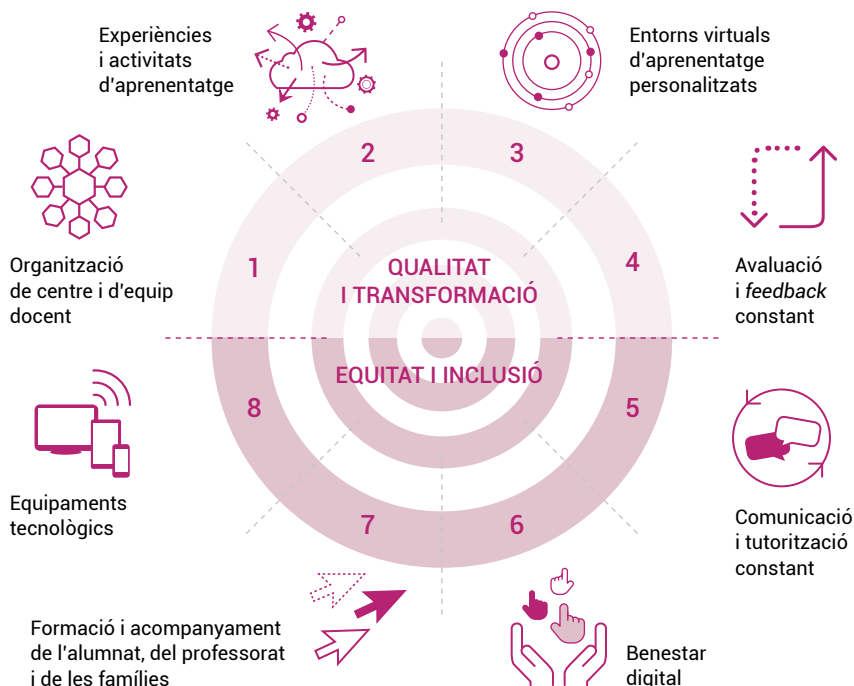 Experiències
i activitats
d'aprenentatge
Entorns virtuals
d'aprenentatge
personalitzats
2
3
Organització
de centre i d'equip
docent
1
QUALITAT
I TRANSFORMACIÓ
4
Avaluació
i feedback
constant
EQUITAT I INCLUSIÓ
8
5
Equipaments
tecnològics
7
6
Comunicació
i tutorització
constant
Formació i acompanyament
de l'alumnat, del professorat
i de les famílies
Benestar
digital